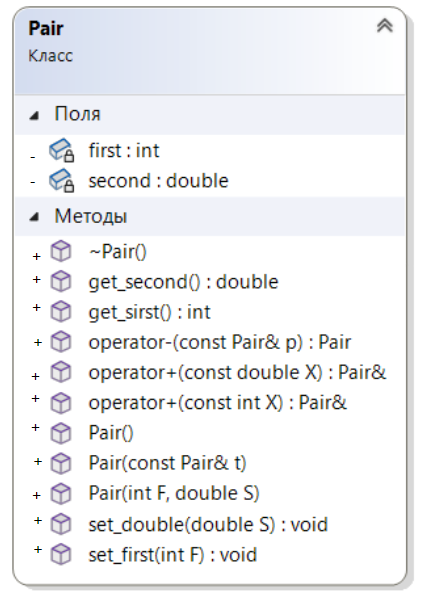 Pair
Класс
Поля
- first : int
- second : double
Методы
+ ~Pair()
+ get_second() : double
+ get_sirst() : int
+ operator-(const Pair& p) : Pair
+ operator+(const double X) : Pair&
+ operator+(const int X) : Pair&
+ Pair()
+ Pair(const Pair& t)
+ Pair(int F, double S)
+ set_double(double S) : void
+ set_first(int F) : void